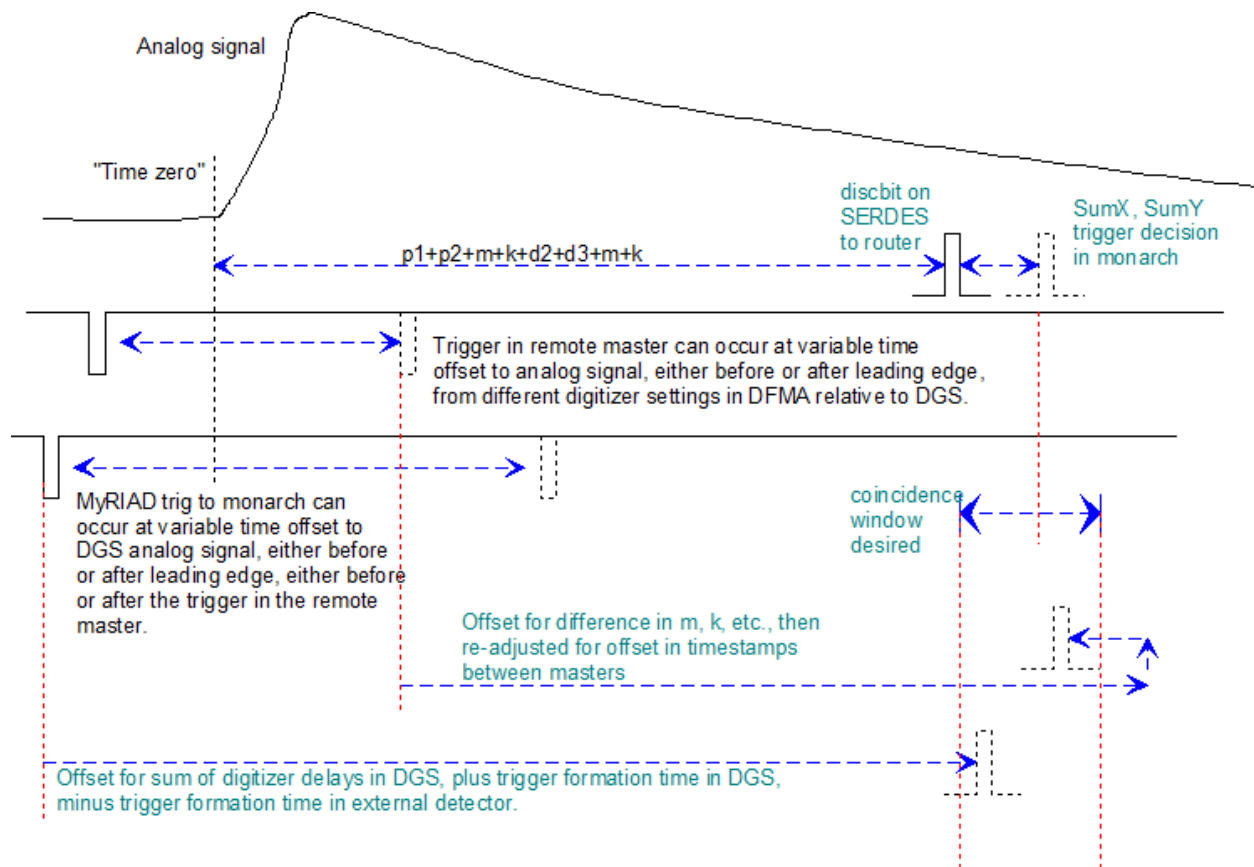 Analog signal
"Time zero"
discbit on
SERDES
to router
SumX, SumY
trigger decision
in monarch
p1+p2+m+k+d2+d3+m+k
Trigger in remote master can occur at variable time
offset to analog signal, either before or after leading edge,
from different digitizer settings in DFMA relative to DGS.
MyRIAD trig to monarch can
occur at variable time offset to
DGS analog signal, either before
or after leading edge, either before
or after the trigger in the remote
master.
coincidence
window
desired
Offset for difference in m, k, etc., then
re-adjusted for offset in timestamps
between masters
Offset for sum of digitizer delays in DGS, plus trigger formation time in DGS,
minus trigger formation time in external detector.